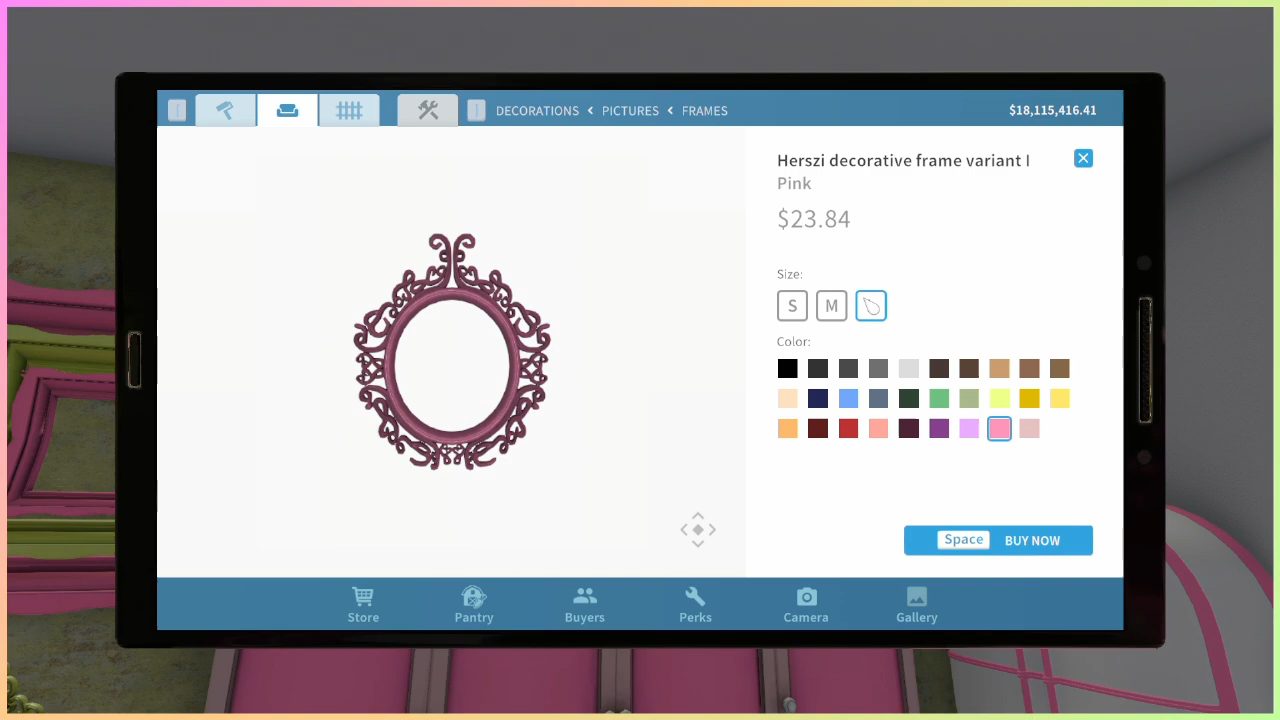 DECORATIONS < PICTURES < FRAMES
$18,115,416.41
Herszi decorative frame variant I
Pink
$23.84
Size:
S M
Color:
Space BUY NOW
Store Pantry Buyers Perks Camera Gallery